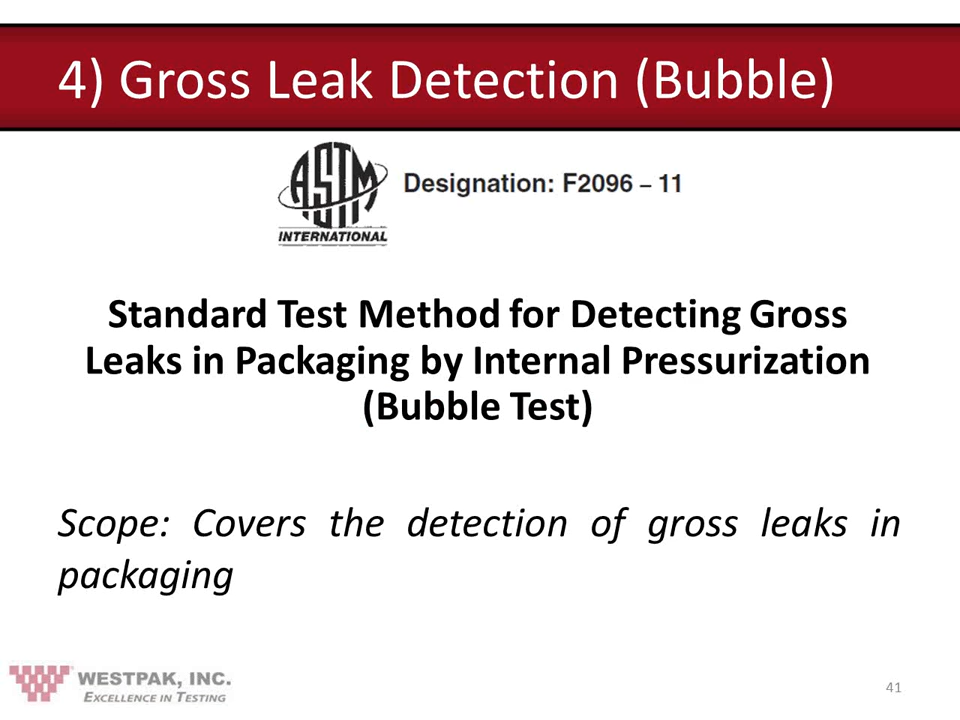 4) Gross Leak Detection (Bubble)
ASTM
INTERNATIONAL
Designation: F2096 – 11
Standard Test Method for Detecting Gross
Leaks in Packaging by Internal Pressurization
(Bubble Test)
Scope: Covers the detection of gross leaks in
packaging
WESTPAK, INC.
EXCELLENCE IN TESTING
41